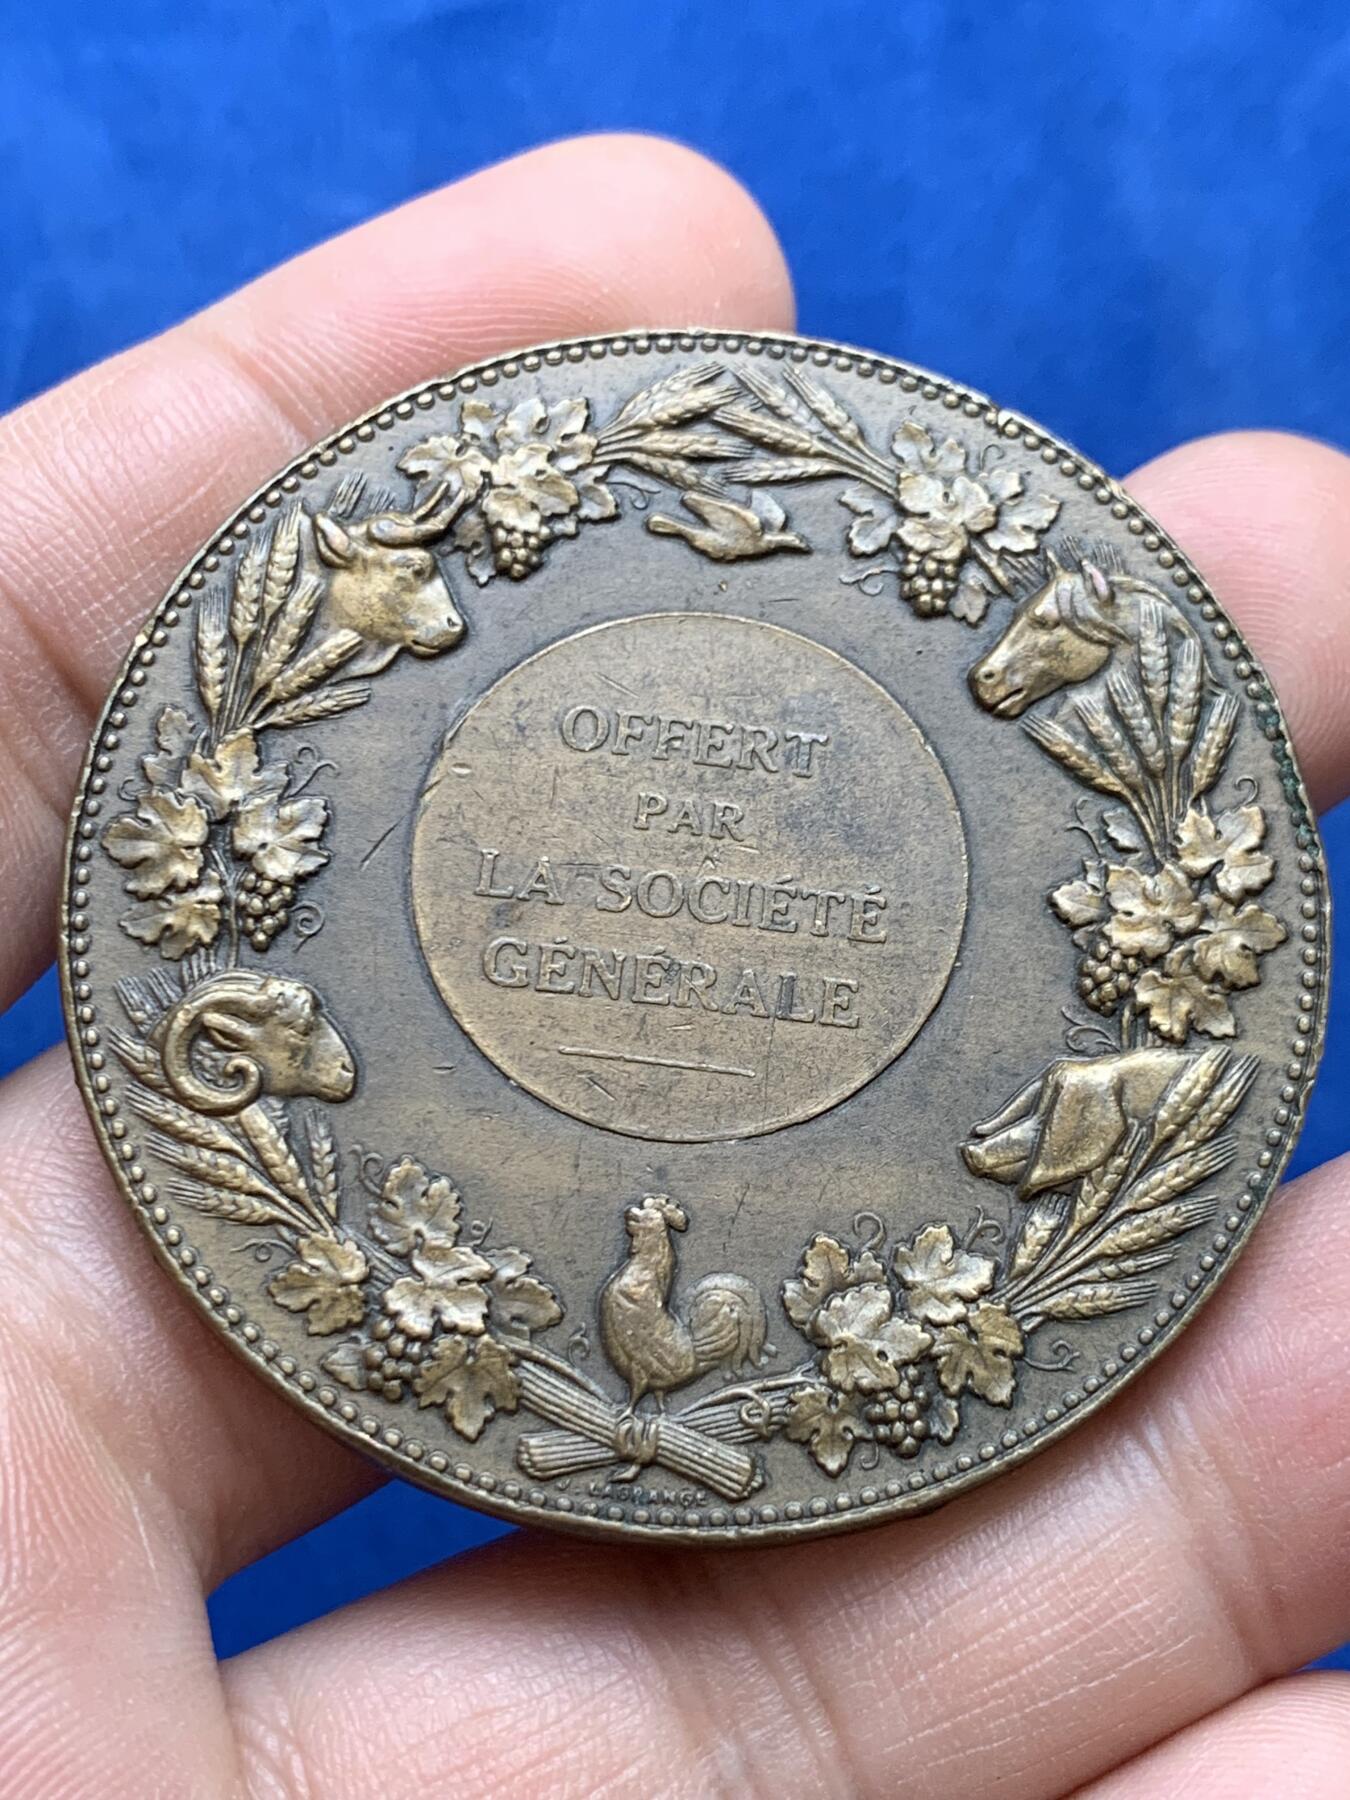 OFFERT
PAR
LA SOCIÉTÉ
GÉNÉRALE
J. LAGRANGE